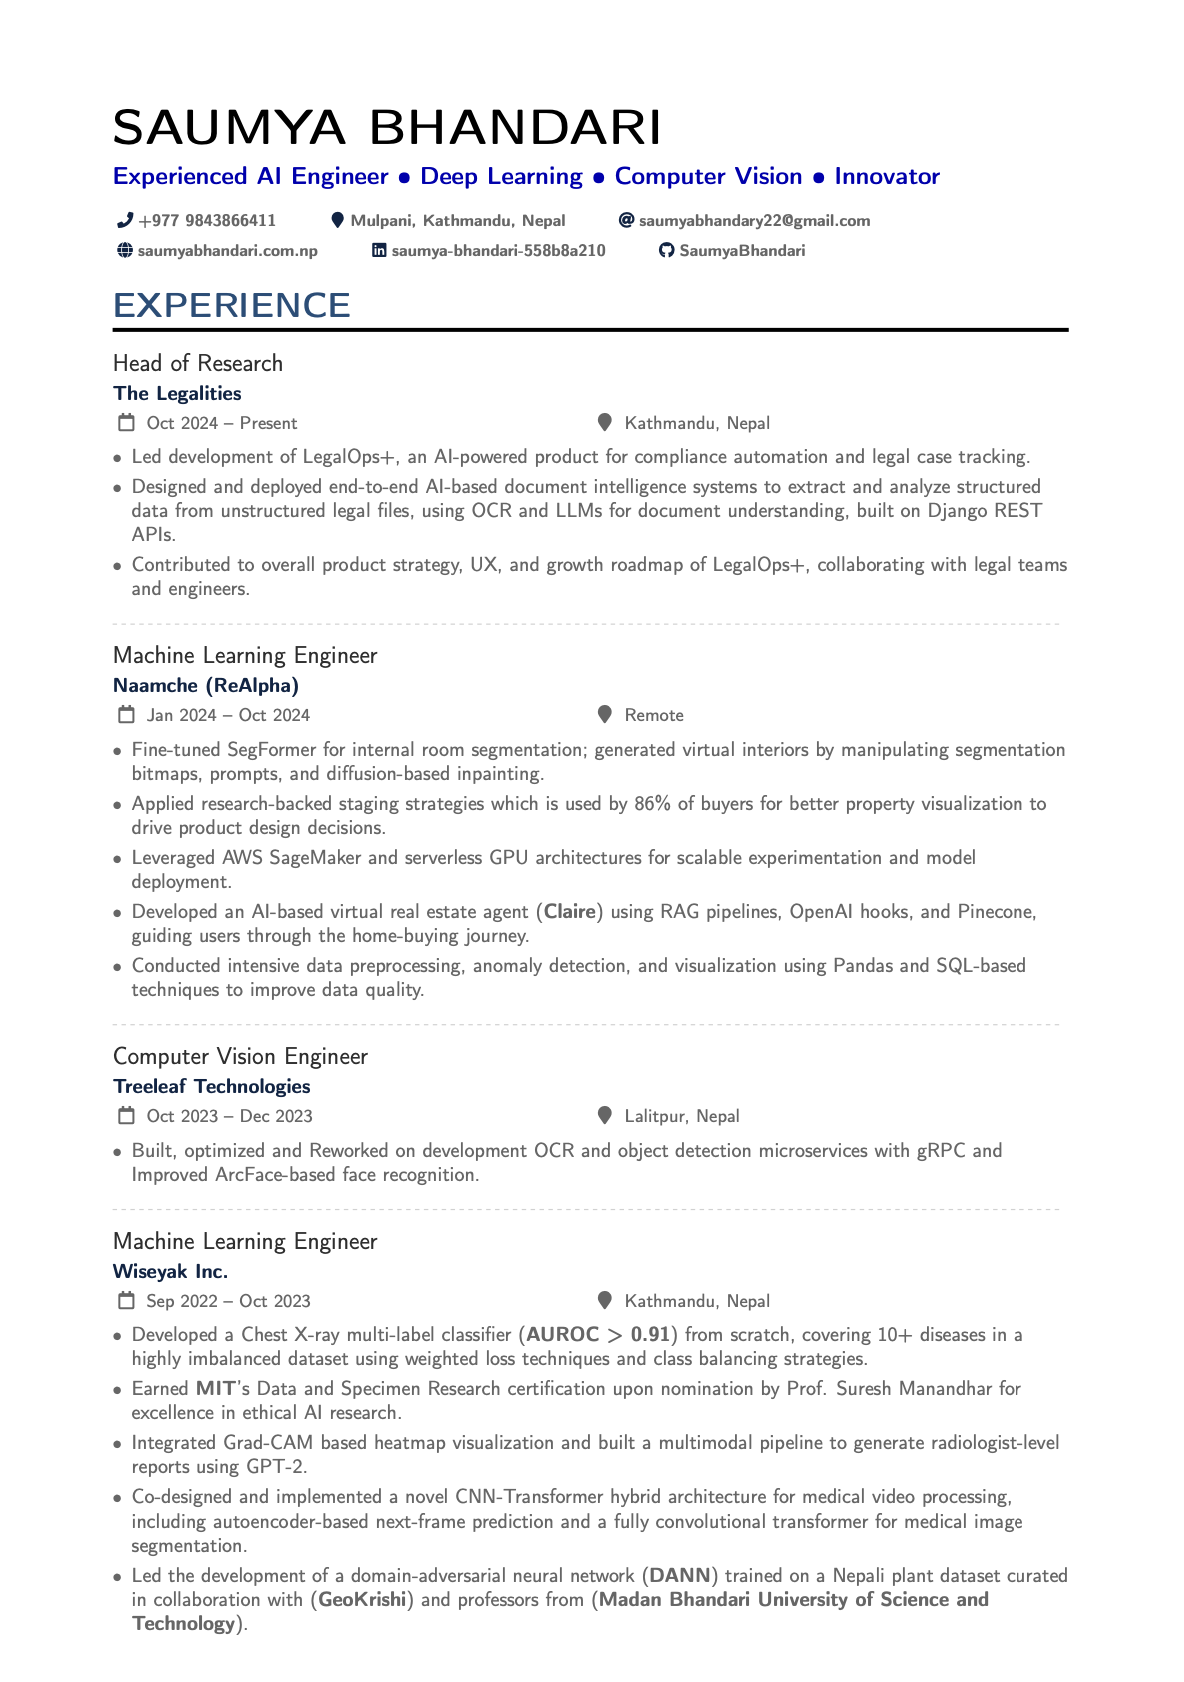 SAUMYA BHANDARI
Experienced AI Engineer ● Deep Learning ● Computer Vision ● Innovator
+977 9843866411 Mulpani, Kathmandu, Nepal saumyabhandary22@gmail.com
saumyabhandari.com.np saumya-bhandari-558b8a210 SaumyaBhandari
EXPERIENCE
Head of Research
The Legalities
Oct 2024 – Present Kathmandu, Nepal
• Led development of LegalOps+, an AI-powered product for compliance automation and legal case tracking.
• Designed and deployed end-to-end AI-based document intelligence systems to extract and analyze structured
data from unstructured legal files, using OCR and LLMs for document understanding, built on Django REST
APIs.
• Contributed to overall product strategy, UX, and growth roadmap of LegalOps+, collaborating with legal teams
and engineers.
Machine Learning Engineer
Naamche (ReAlpha)
Jan 2024 – Oct 2024 Remote
• Fine-tuned SegFormer for internal room segmentation; generated virtual interiors by manipulating segmentation
bitmaps, prompts, and diffusion-based inpainting.
• Applied research-backed staging strategies which is used by 86% of buyers for better property visualization to
drive product design decisions.
• Leveraged AWS SageMaker and serverless GPU architectures for scalable experimentation and model
deployment.
• Developed an AI-based virtual real estate agent (Claire) using RAG pipelines, OpenAI hooks, and Pinecone,
guiding users through the home-buying journey.
• Conducted intensive data preprocessing, anomaly detection, and visualization using Pandas and SQL-based
techniques to improve data quality.
Computer Vision Engineer
Treeleaf Technologies
Oct 2023 – Dec 2023 Lalitpur, Nepal
• Built, optimized and Reworked on development OCR and object detection microservices with gRPC and
Improved ArcFace-based face recognition.
Machine Learning Engineer
Wiseyak Inc.
Sep 2022 – Oct 2023 Kathmandu, Nepal
• Developed a Chest X-ray multi-label classifier (AUROC > 0.91) from scratch, covering 10+ diseases in a
highly imbalanced dataset using weighted loss techniques and class balancing strategies.
• Earned MIT's Data and Specimen Research certification upon nomination by Prof. Suresh Manandhar for
excellence in ethical AI research.
• Integrated Grad-CAM based heatmap visualization and built a multimodal pipeline to generate radiologist-level
reports using GPT-2.
• Co-designed and implemented a novel CNN-Transformer hybrid architecture for medical video processing,
including autoencoder-based next-frame prediction and a fully convolutional transformer for medical image
segmentation.
• Led the development of a domain-adversarial neural network (DANN) trained on a Nepali plant dataset curated
in collaboration with (GeoKrishi) and professors from (Madan Bhandari University of Science and
Technology).